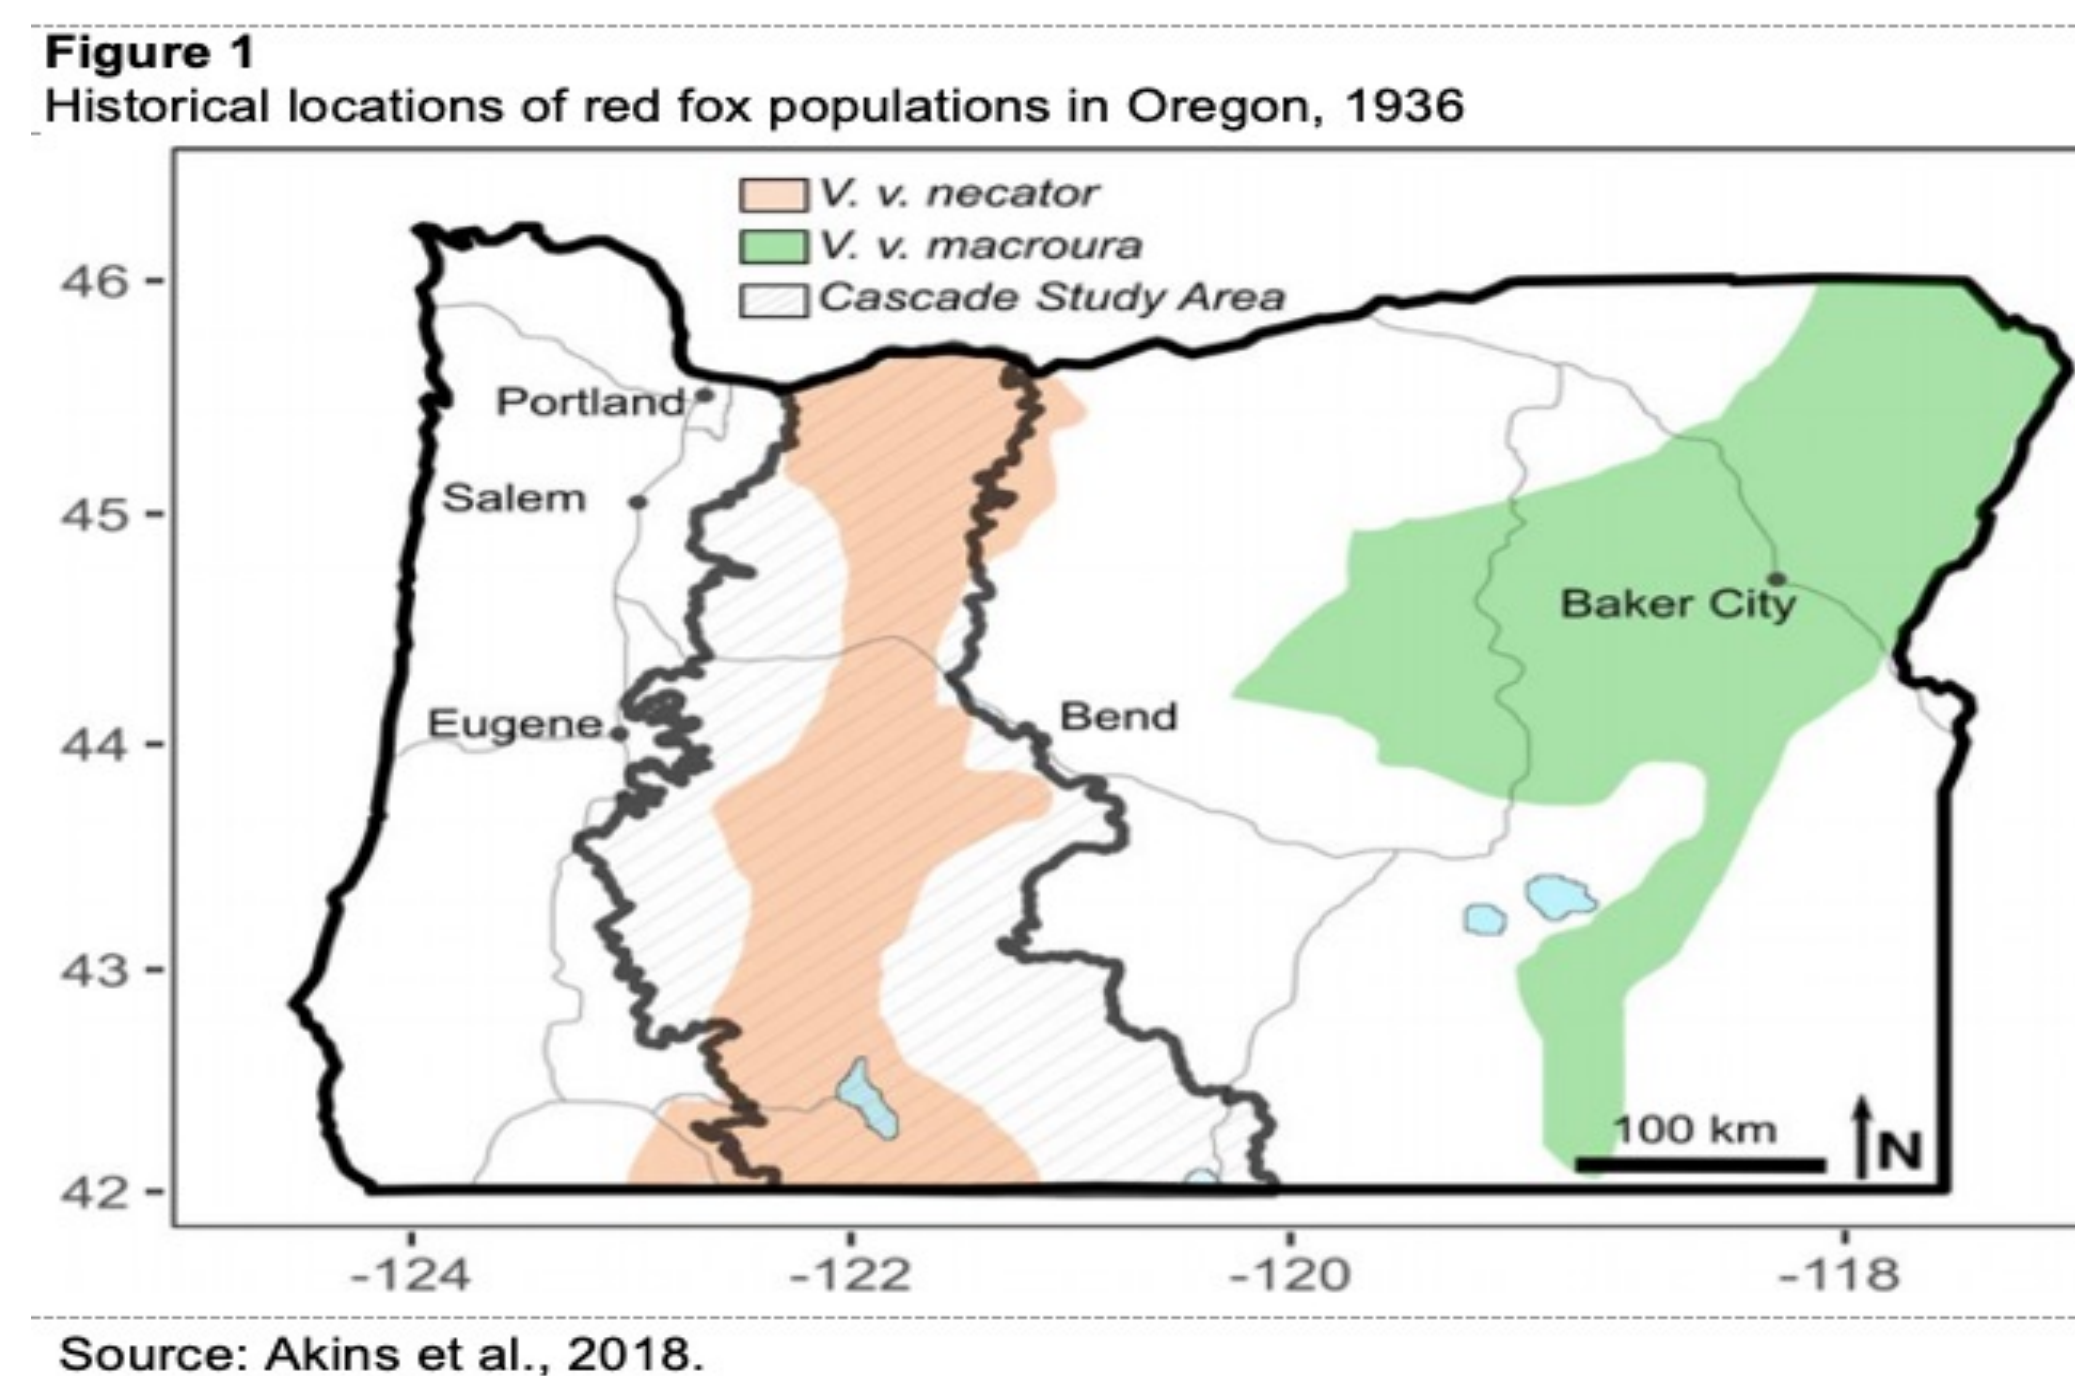 Figure 1
Historical locations of red fox populations in Oregon, 1936
V. v. necator
V. v. macroura
Cascade Study Area
46
45
44
43
42
Portland
Salem
Eugene
Bend
Baker City
100 km
N
-124
-122
-120
-118
Source: Akins et al., 2018.